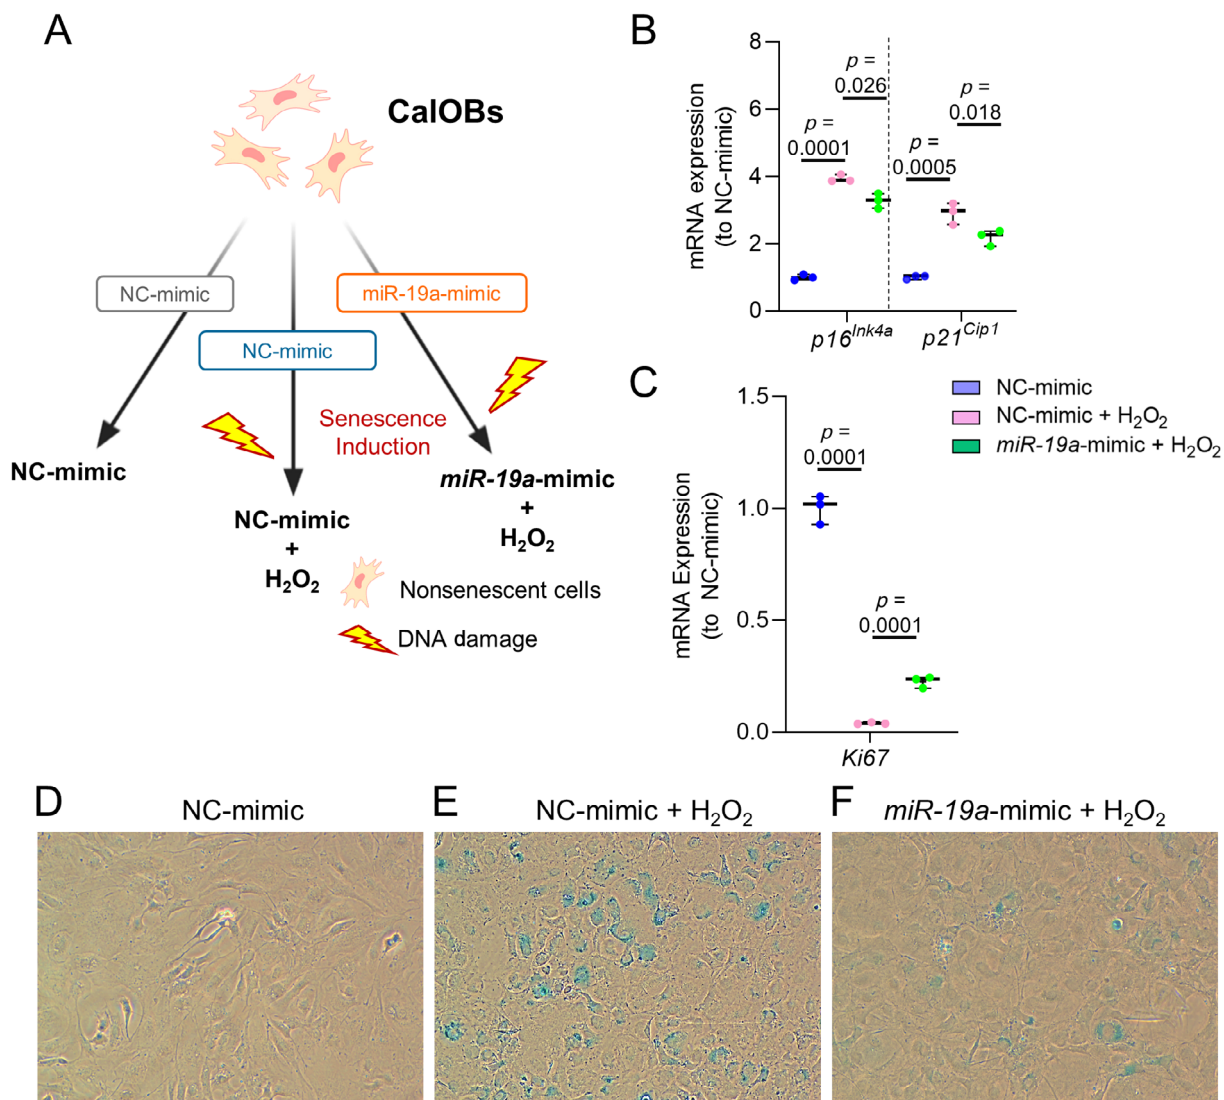 A
CalOBs
NC-mimic
NC-mimic
miR-19a-mimic
Senescence
Induction
NC-mimic
NC-mimic
+
H₂O₂
miR-19a-mimic
+
H₂O₂
Nonsenescent cells
DNA damage
B
mRNA expression
(to NC-mimic)
8
6
4
2
0
p =
0.0001
p =
0.026
p =
0.0005
p =
0.018
p16^Ink4a
p21^Cip1
C
mRNA Expression
(to NC-mimic)
1.5
1.0
0.5
0.0
p =
0.0001
p =
0.0001
Ki67
NC-mimic
NC-mimic + H₂O₂
miR-19a-mimic + H₂O₂
D
NC-mimic
E
NC-mimic + H₂O₂
F
miR-19a-mimic + H₂O₂